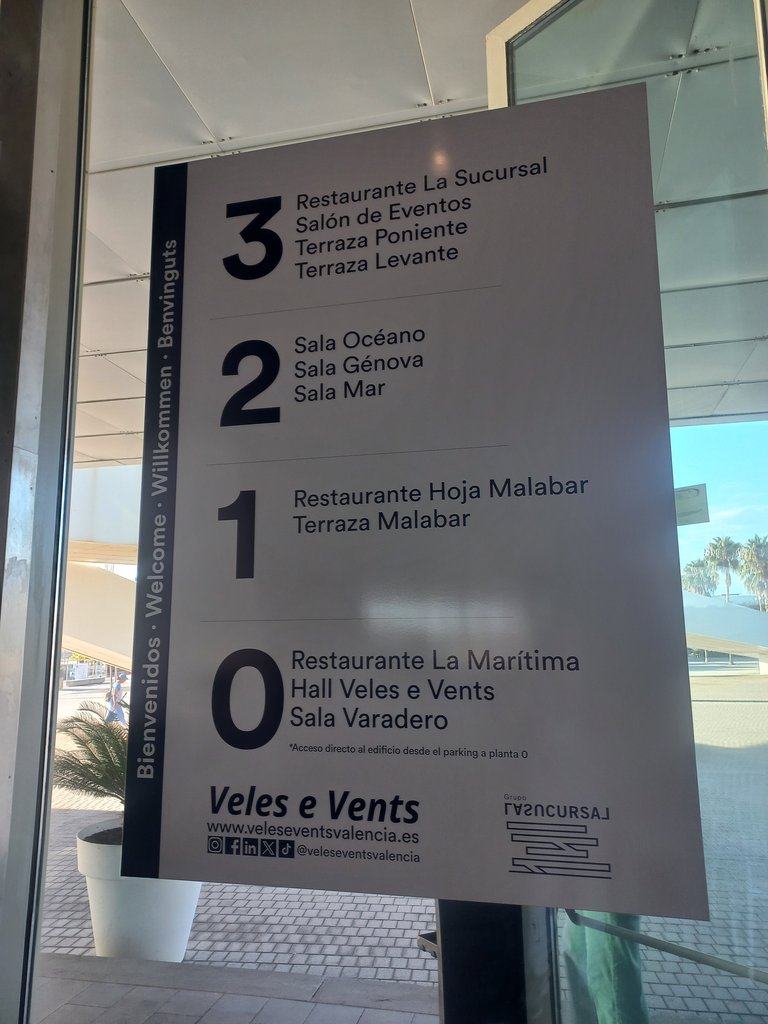 Bienvenidos · Welcome · Willkommen · Benvinguts
3
Restaurante La Sucursal
Salón de Eventos
Terraza Poniente
Terraza Levante
2
Sala Océano
Sala Génova
Sala Mar
1
Restaurante Hoja Malabar
Terraza Malabar
0
Restaurante La Marítima
Hall Veles e Vents
Sala Varadero
*Acceso directo al edificio desde el parking a planta 0
Veles e Vents
www.veleseventsvalencia.es
@veleseventsvalencia
Grupo
LASUCURSAL